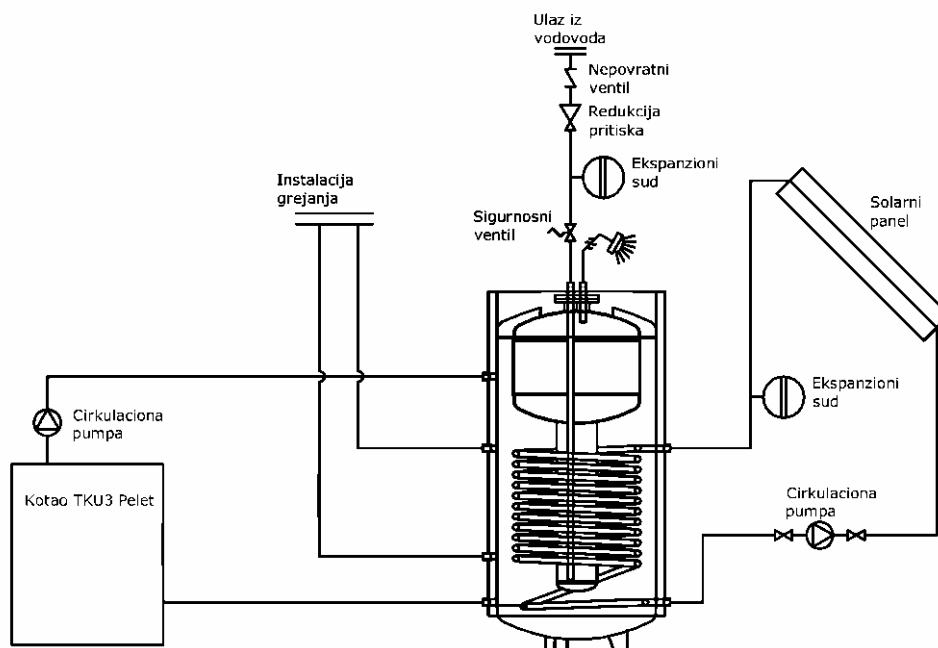 Ulaz iz
vodovoda
Nepovratni
ventil
Redukcija
pritiska
Ekspanzioni
sud
Instalacija
grejanja
Sigurnosni
ventil
Solarni
panel
Ekspanzioni
sud
Cirkulaciona
pumpa
Kotao TKU3 Pelet
Cirkulaciona
pumpa